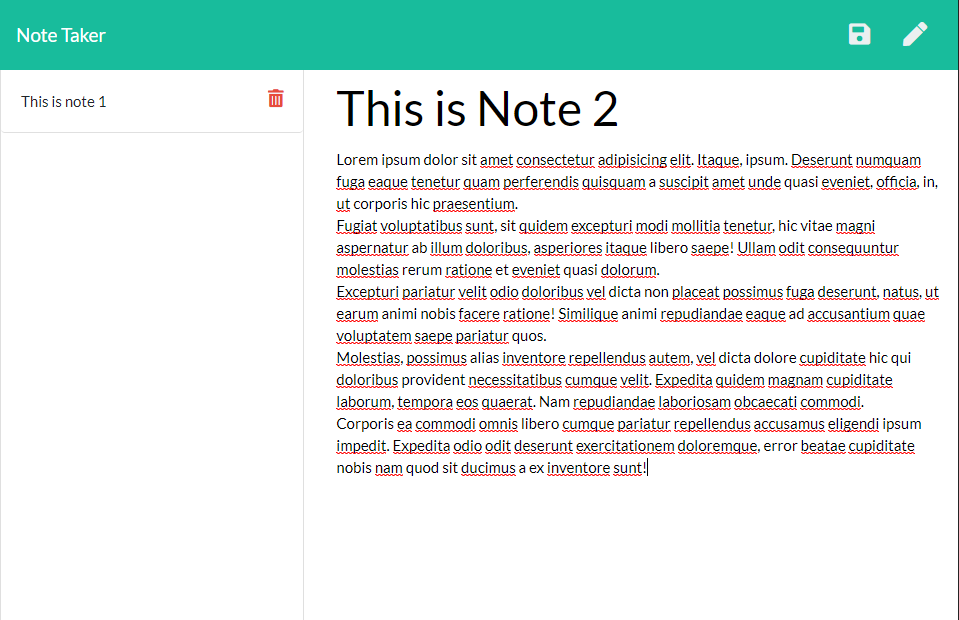 Note Taker
This is note 1
This is Note 2
Lorem ipsum dolor sit amet consectetur adipisicing elit. Itaque, ipsum. Deserunt numquam
fuga eaque tenetur quam perferendis quisquam a suscipit amet unde quasi eveniet, officia, in,
ut corporis hic praesentium.
Fugiat voluptatibus sunt, sit quidem excepturi modi mollitia tenetur, hic vitae magni
aspernatur ab illum doloribus, asperiores itaque libero saepe! Ullam odit consequuntur
molestias rerum ratione et eveniet quasi dolorum.
Excepturi pariatur velit odio doloribus vel dicta non placeat possimus fuga deserunt, natus, ut
earum animi nobis facere ratione! Similique animi repudiandae eaque ad accusantium quae
voluptatem saepe pariatur quos.
Molestias, possimus alias inventore repellendus autem, vel dicta dolore cupiditate hic qui
doloribus provident necessitatibus cumque velit. Expedita quidem magnam cupiditate
laborum, tempora eos quaerat. Nam repudiandae laboriosam obcaecati commodi.
Corporis ea commodi omnis libero cumque pariatur repellendus accusamus eligendi ipsum
impedit. Expedita odio odit deserunt exercitationem doloremque, error beatae cupiditate
nobis nam quod sit ducimus a ex inventore sunt!